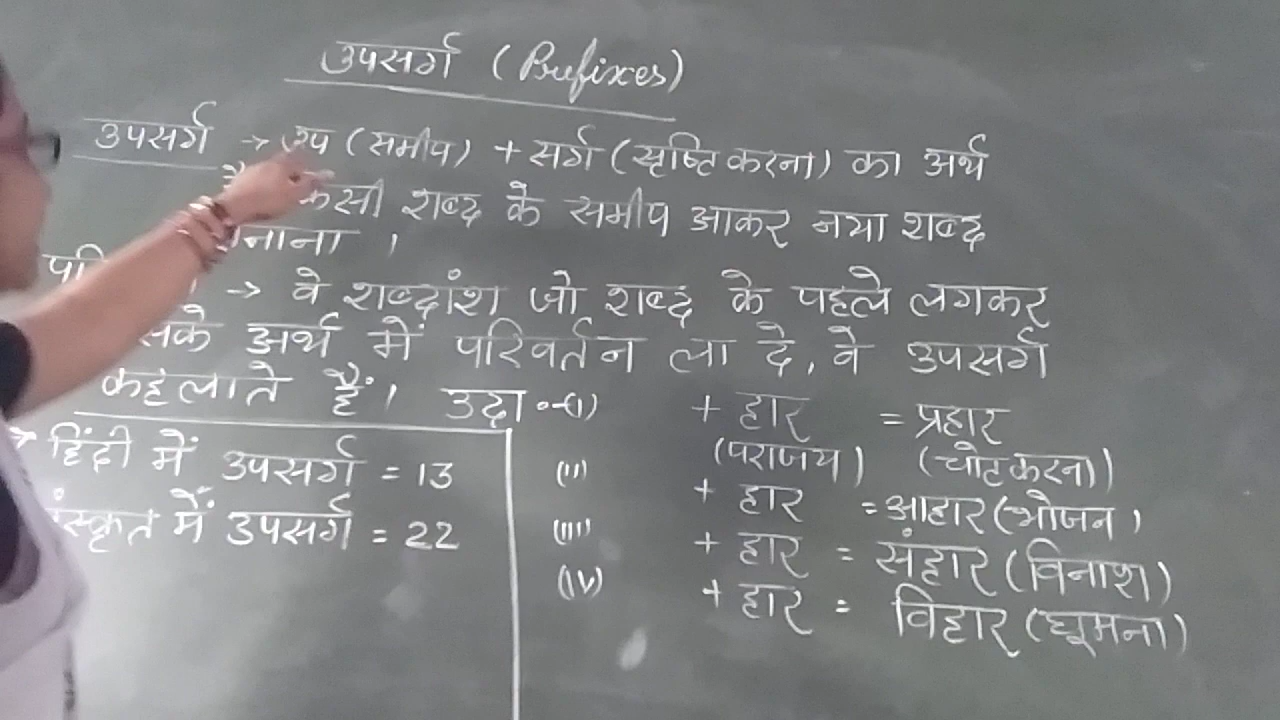 उपसर्ग (Prefixes)
उपसर्ग → उप (समीप) + सर्ग (सृष्टि करना) का अर्थ
शब्द के समीप आकर नया शब्द
→ वे शब्दांश जो शब्द के पहले लगकर
अर्थ में परिवर्तन ला दे, वे उपसर्ग
कहलाते हैं। उदा०-(i) + हार = प्रहार
(पराजय) (चोट करना)
→ हिंदी में उपसर्ग = 13
(ii) + हार = आहार (भोजन)
में उपसर्ग = 22
(iii) + हार = संहार (विनाश)
(iv) + हार = विहार (घूमना)